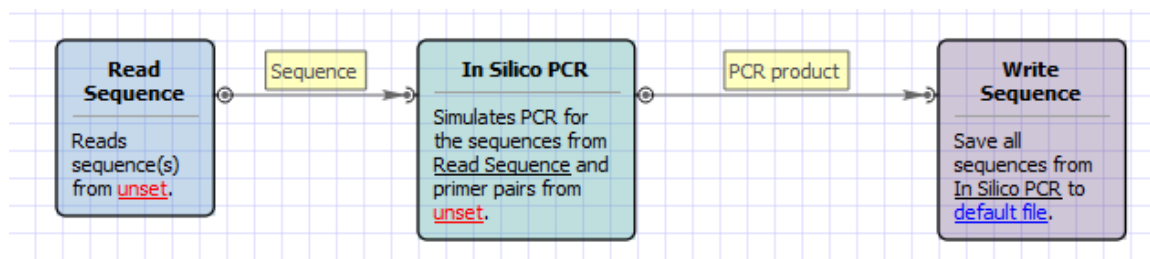 Read
Sequence
Reads
sequence(s)
from unset.
Sequence
In Silico PCR
Simulates PCR for
the sequences from
Read Sequence and
primer pairs from
unset.
PCR product
Write
Sequence
Save all
sequences from
In Silico PCR to
default file.